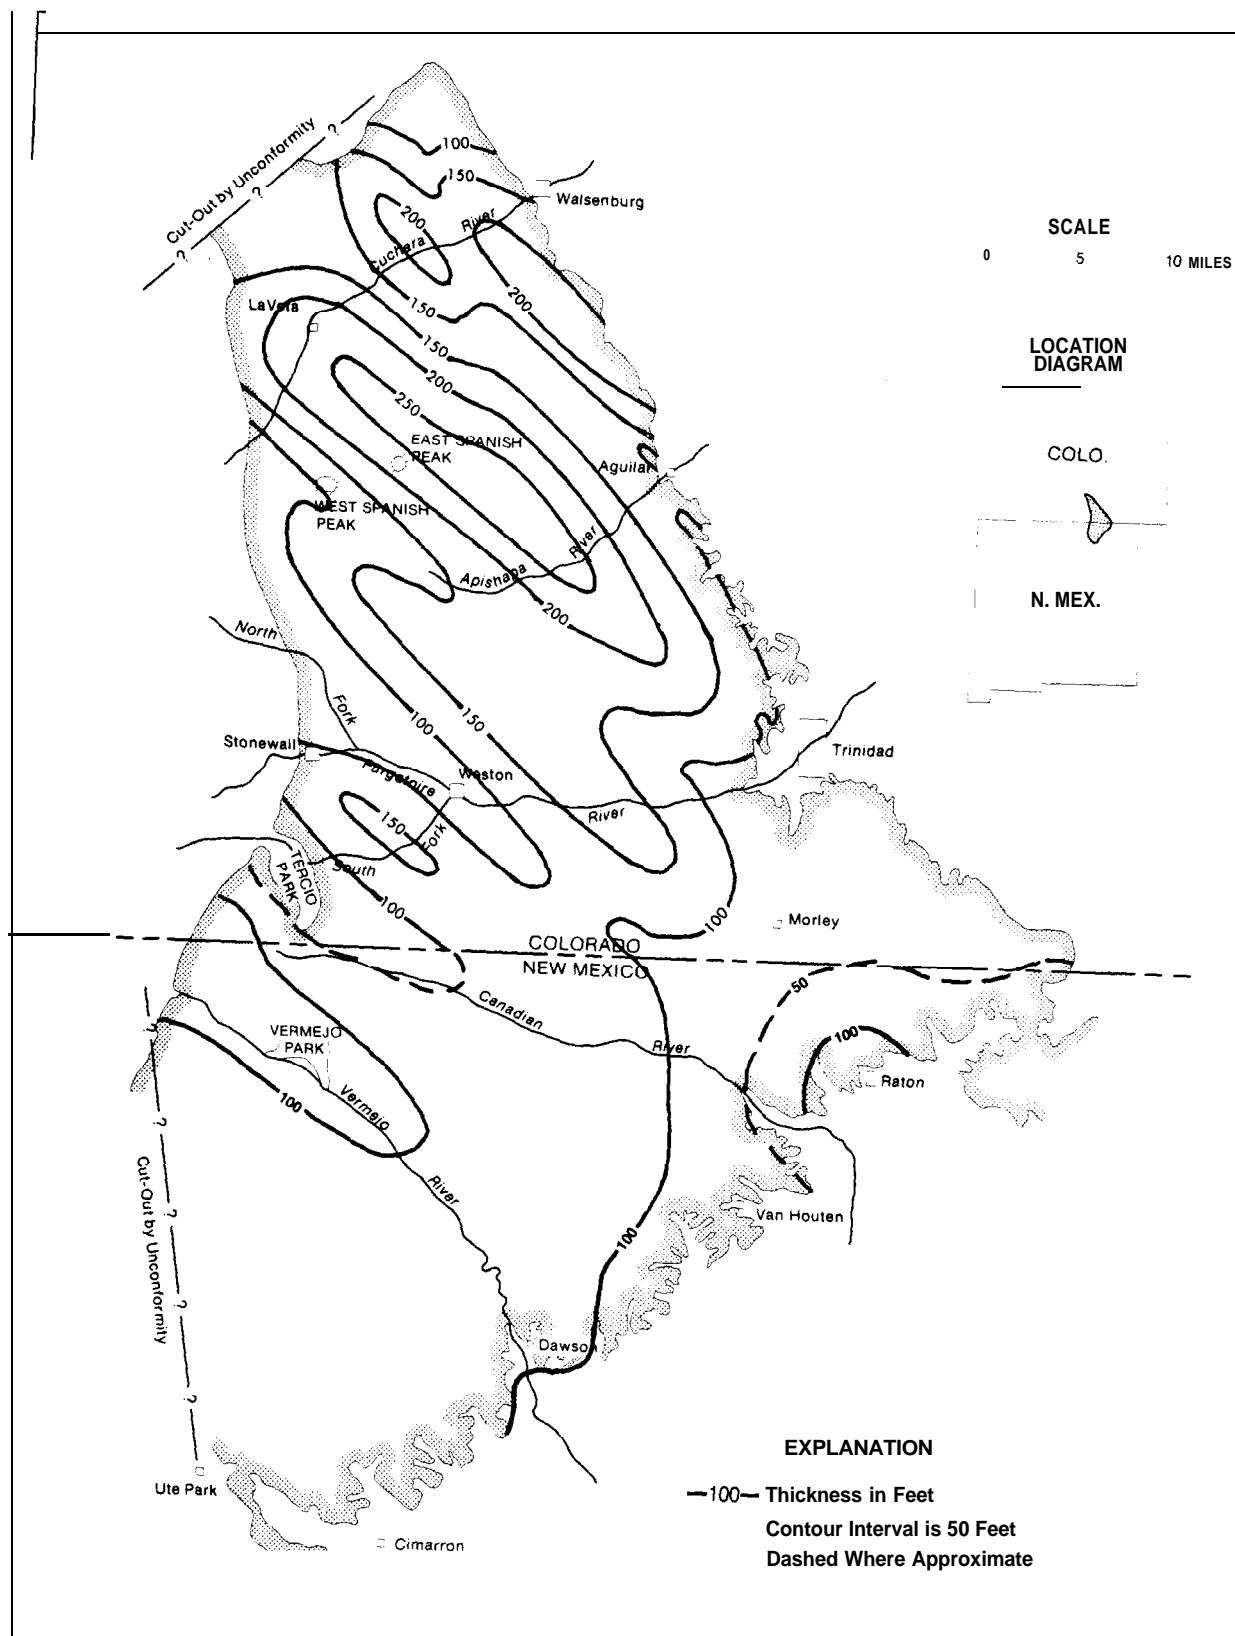 Cut-Out by Unconformity
?
?
?
100
150
Walsenburg
200
Cuchara
River
SCALE
0 5 10 MILES
LaVeta
150
200
150
200
LOCATION
DIAGRAM
250
EAST SPANISH
PEAK
Aguilar
COLO.
WEST SPANISH
PEAK
Apishapa
River
200
N. MEX.
North
Fork
100
150
Stonewall
Purgatoire
Weston
Trinidad
River
150
Fork
South
TERCIO
PARK
100
100
Morley
COLORADO
NEW MEXICO
50
Canadian
River
?
?
VERMEJO
PARK
100
100
Raton
Vermejo
River
?
Cut-Out by Unconformity
?
?
?
Van Houten
100
Dawson
Ute Park
Cimarron
EXPLANATION
100 Thickness in Feet
Contour Interval is 50 Feet
Dashed Where Approximate